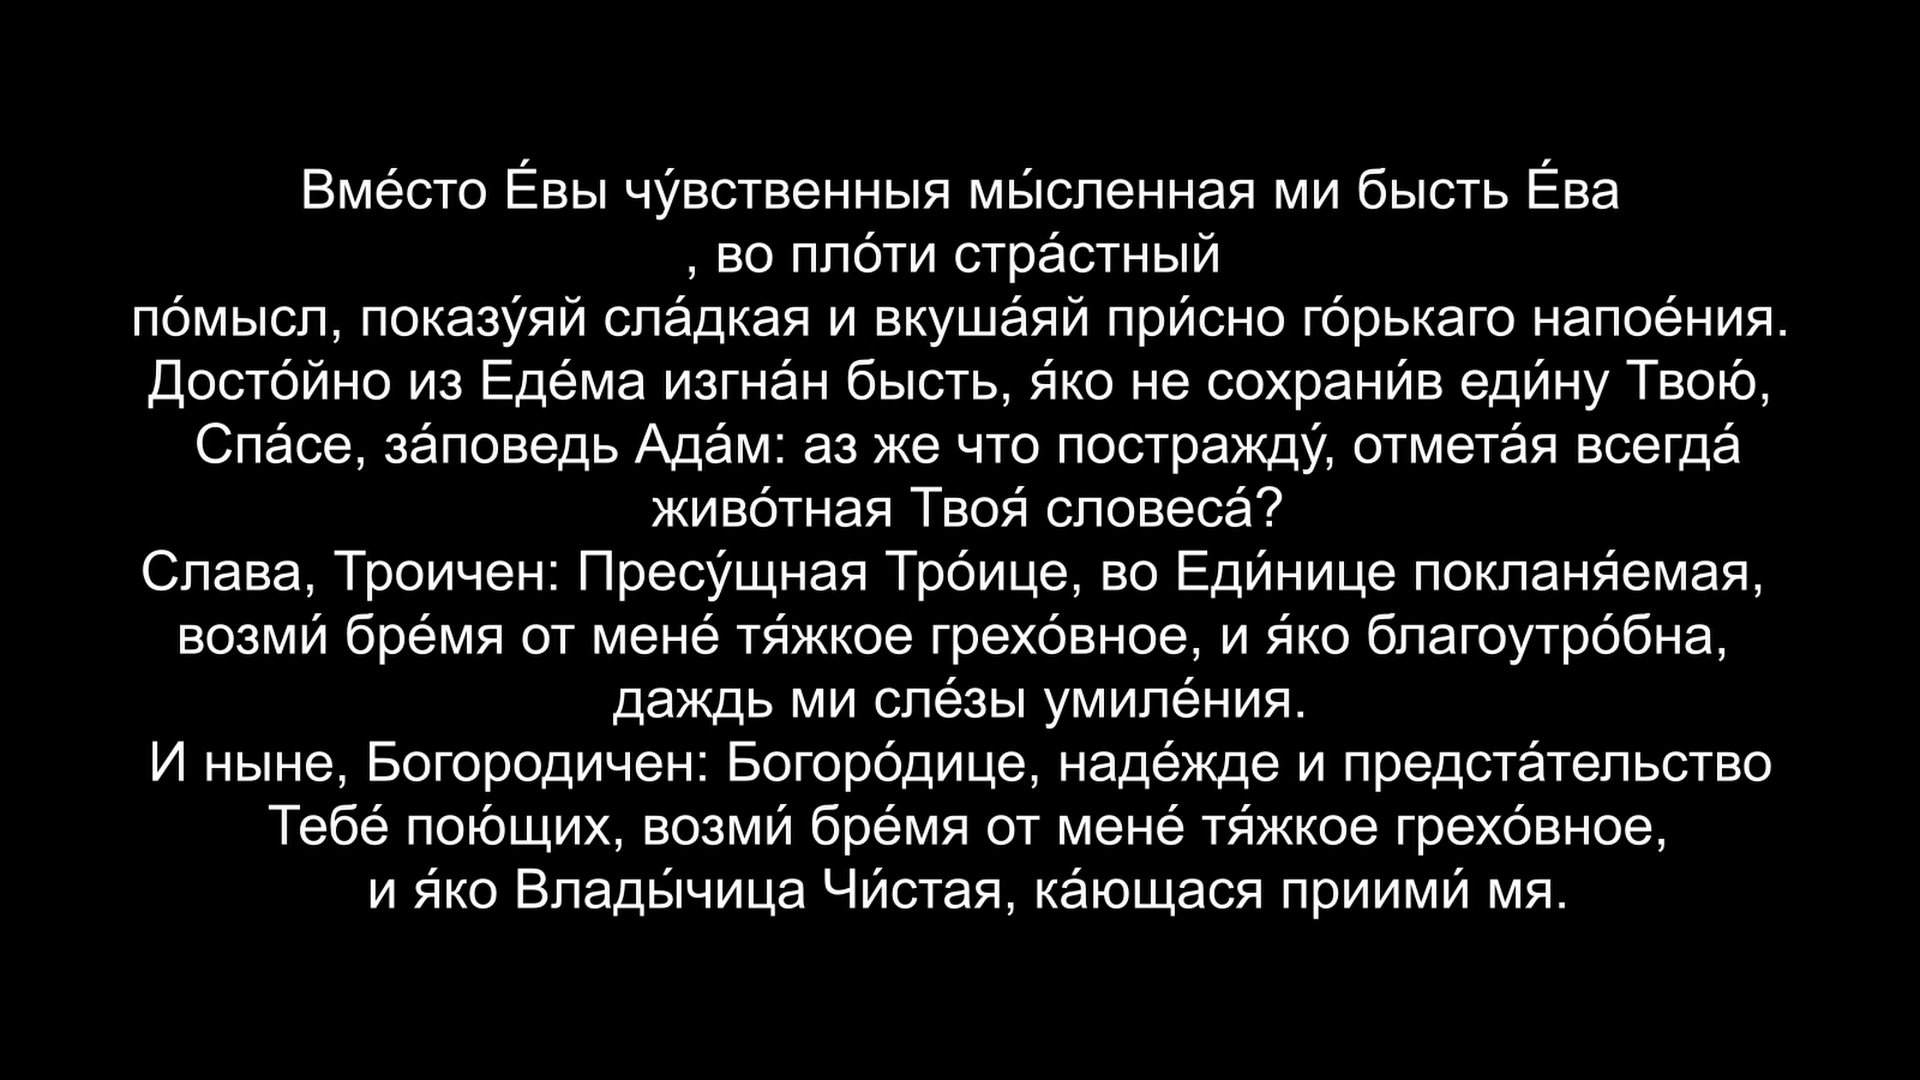 Вме́сто Е́вы чу́вственныя мы́сленная ми бысть Е́ва
, во пло́ти стра́стный
по́мысл, показу́яй сла́дкая и вкуша́яй при́сно го́рькаго напое́ния.
Досто́йно из Еде́ма изгна́н бысть, я́ко не сохрани́в еди́ну Твою́,
Спа́се, за́поведь Ада́м: аз же что постражду́, отмета́я всегда́
живо́тная Твоя́ словеса́?
Слава, Троичен: Пресу́щная Тро́ице, во Еди́нице покланя́емая,
возми́ бре́мя от мене́ тя́жкое грехо́вное, и я́ко благоутро́бна,
даждь ми сле́зы умиле́ния.
И ныне, Богородичен: Богоро́дице, наде́жде и предста́тельство
Тебе́ пою́щих, возми́ бре́мя от мене́ тя́жкое грехо́вное,
и я́ко Влады́чица Чи́стая, ка́ющася приими́ мя.